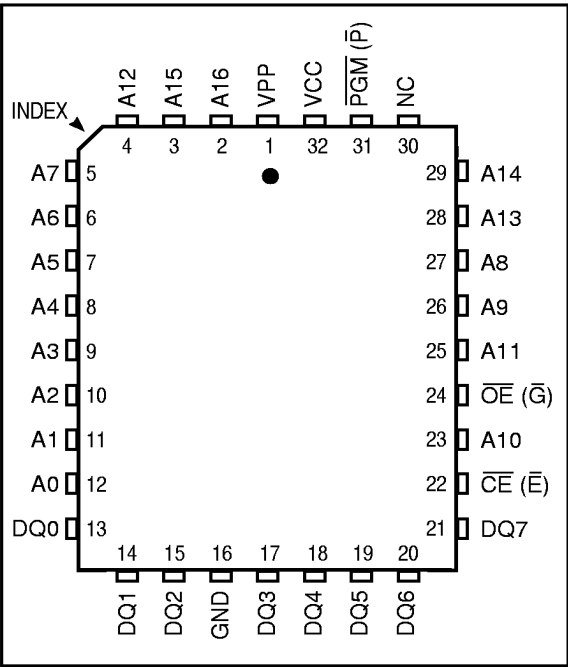 A12 A15 A16 VPP VCC P̅G̅M̅ (P̅) NC
INDEX
4 3 2 1 32 31 30
A7 5 29 A14
A6 6 28 A13
A5 7 27 A8
A4 8 26 A9
A3 9 25 A11
A2 10 24 O̅E̅ (G̅)
A1 11 23 A10
A0 12 22 C̅E̅ (E̅)
DQ0 13 21 DQ7
14 15 16 17 18 19 20
DQ1 DQ2 GND DQ3 DQ4 DQ5 DQ6